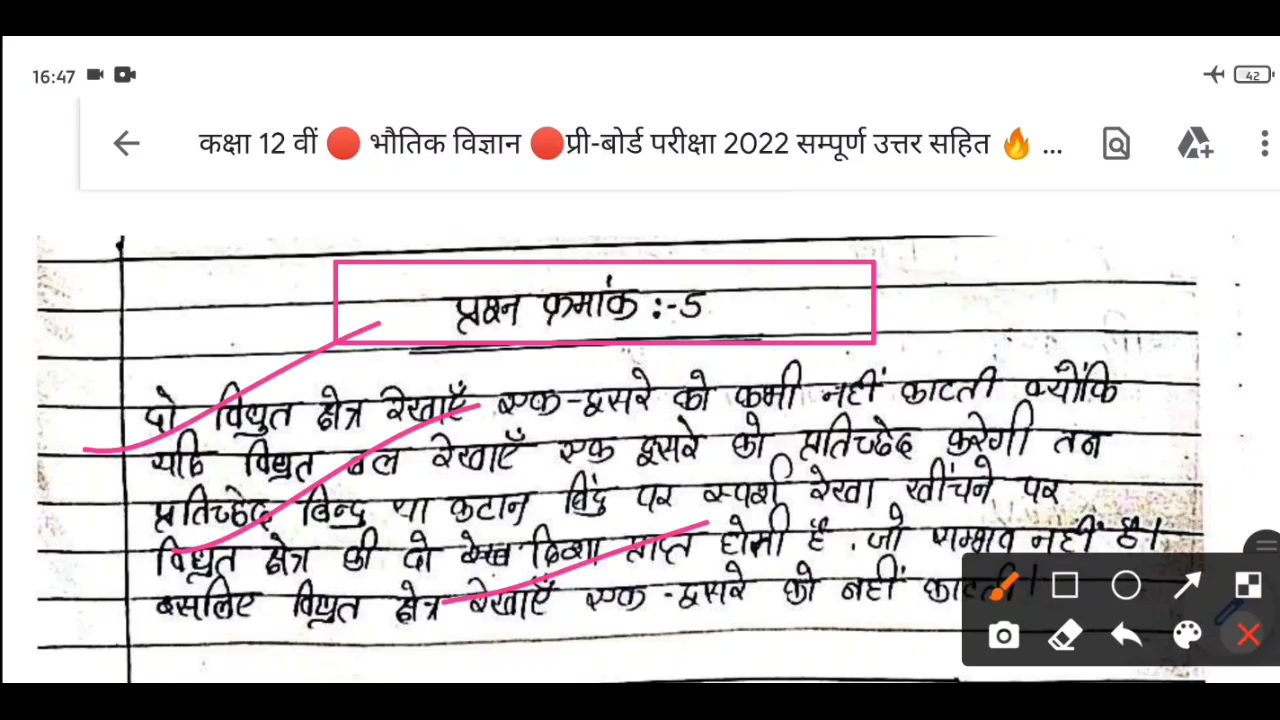 16:47
42
कक्षा 12 वीं 🔴 भौतिक विज्ञान 🔴प्री-बोर्ड परीक्षा 2022 सम्पूर्ण उत्तर सहित 🔥 ...
प्रश्न क्रमांक :-5
दो विद्युत क्षेत्र रेखाएँ एक-दूसरे को कभी नहीं काटती क्योंकि
यदि विद्युत बल रेखाएँ एक दूसरे को प्रतिच्छेद करेगी तब
प्रतिच्छेद बिन्दु या कटान बिंदु पर स्पर्श रेखा खींचने पर
विद्युत क्षेत्र की दो दिशा प्राप्त होती है . जो सम्भव नहीं है।
इसलिए विद्युत क्षेत्र रेखाएँ एक-दूसरे को नहीं काटती।